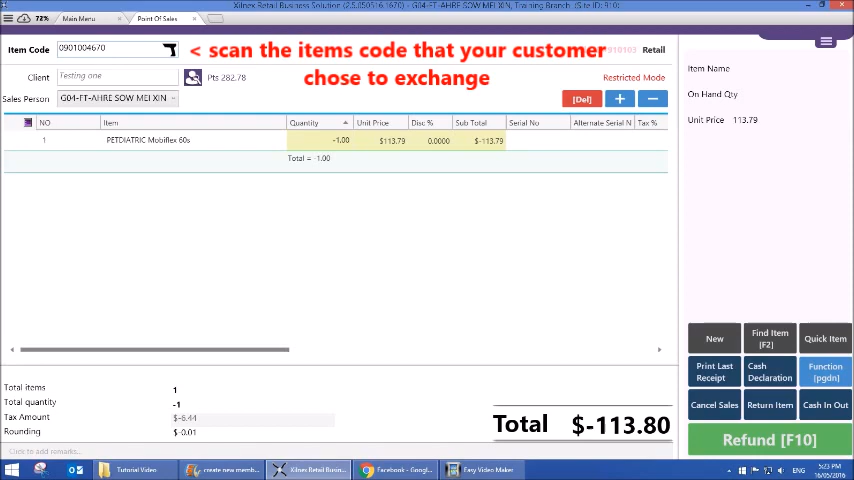 Xilnex Retail Business Solution (2.5.050516.1670) - G04-FT-AHRE SOW MEI XIN, Training Branch (Site ID: 910)
72% Main Menu × Point Of Sales ×
Item Code 0901004670 < scan the items code that your customer Retail
chose to exchange
Client Testing one Pts 282.78 Restricted Mode
Sales Person G04-FT-AHRE SOW MEI XIN [Del] + −
NO Item Quantity Unit Price Disc % Sub Total Serial No Alternate Serial N Tax %
1 PETDIATRIC Mobiflex 60s -1.00 $113.79 0.0000 $-113.79
Total = -1.00
Item Name
On Hand Qty
Unit Price 113.79
Total items 1
Total quantity -1
Tax Amount $-6.44
Rounding $-0.01
Total $-113.80
Click to add remarks...
New Find Item [F2] Quick Item
Print Last Receipt Cash Declaration Function [pgdn]
Cancel Sales Return Item Cash In Out
Refund [F10]
Tutorial Video create new memb... Xilnex Retail Busin... Facebook - Googl... Easy Video Maker ENG 5:23 PM
16/05/2016